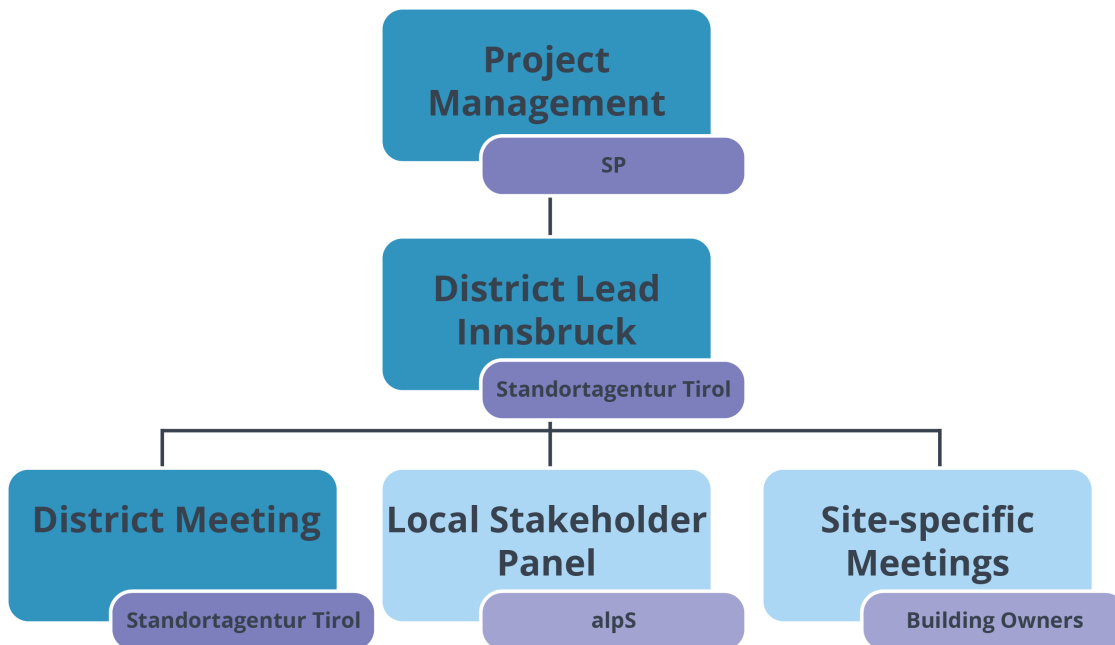 Project
Management
SP
District Lead
Innsbruck
Standortagentur Tirol
District Meeting
Standortagentur Tirol
Local Stakeholder
Panel
alpS
Site-specific
Meetings
Building Owners